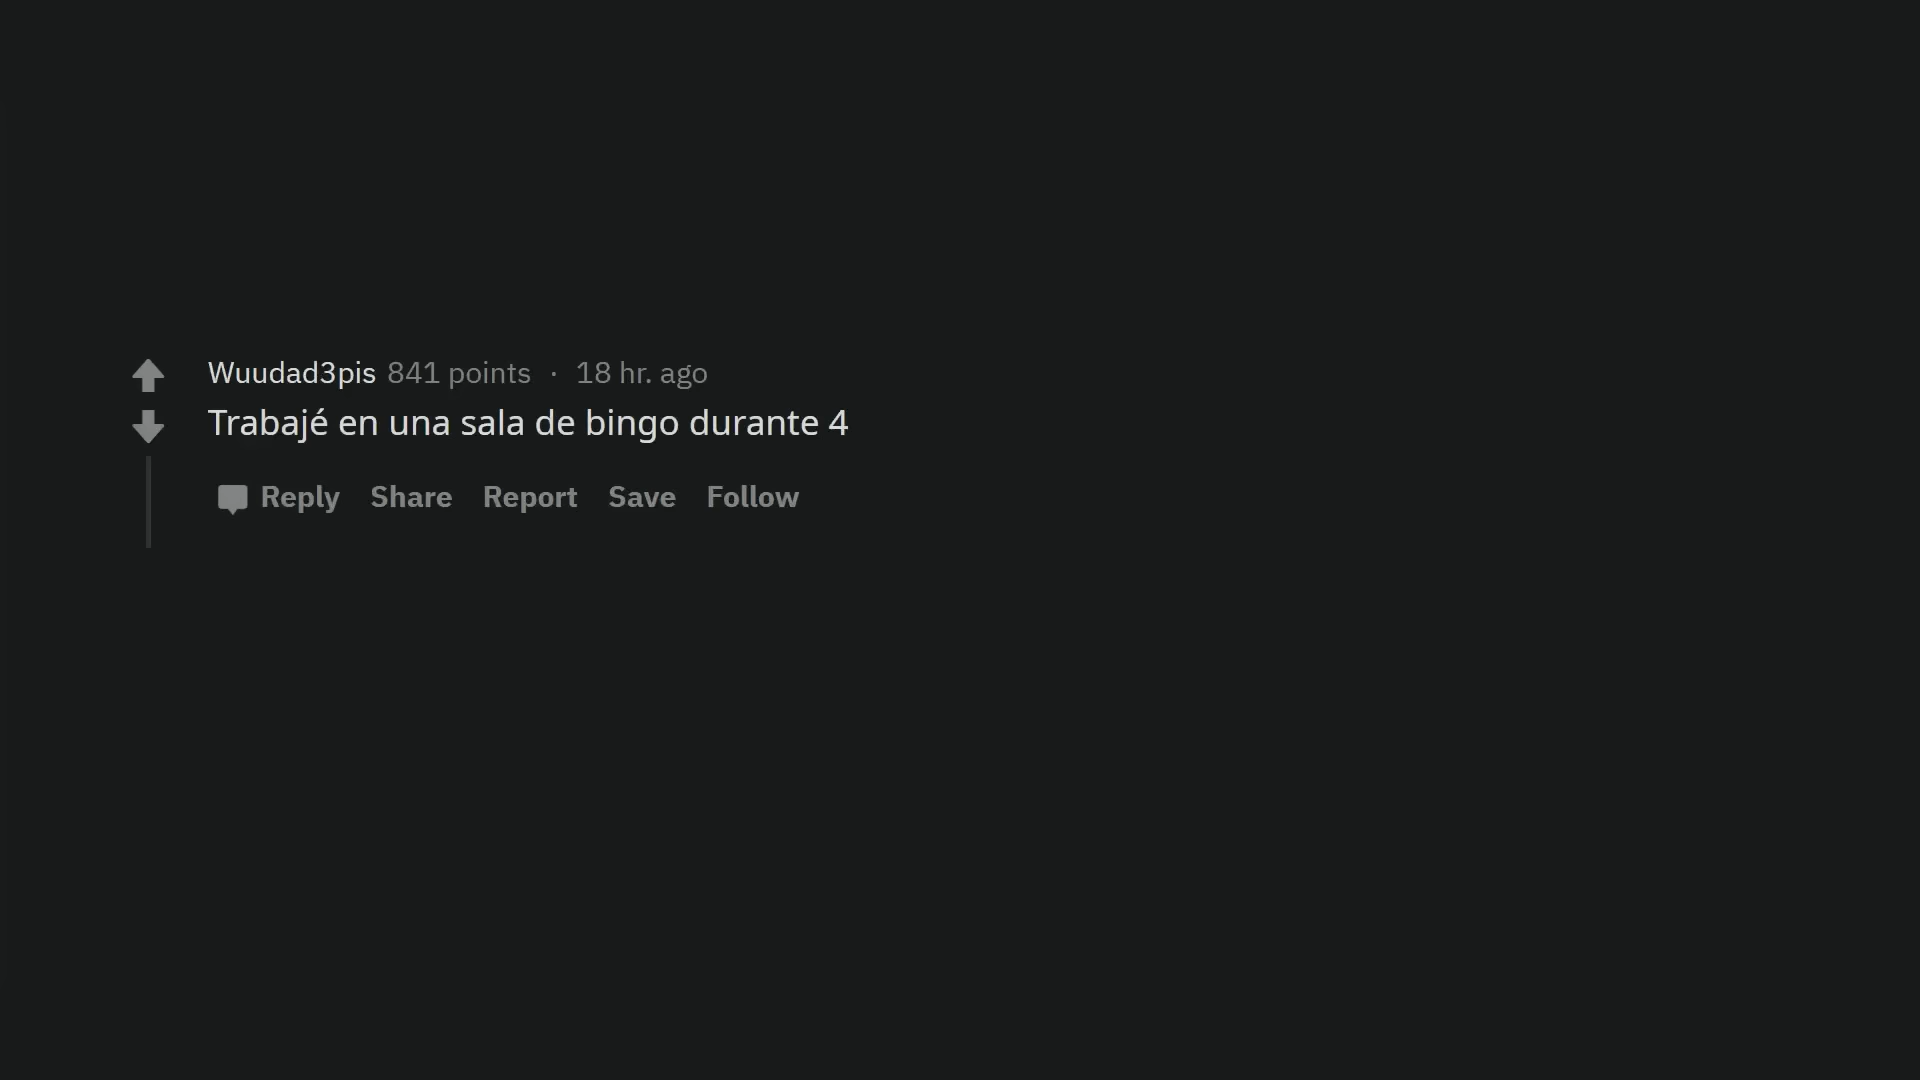 Wuudad3pis 841 points · 18 hr. ago
Trabajé en una sala de bingo durante 4
Reply Share Report Save Follow